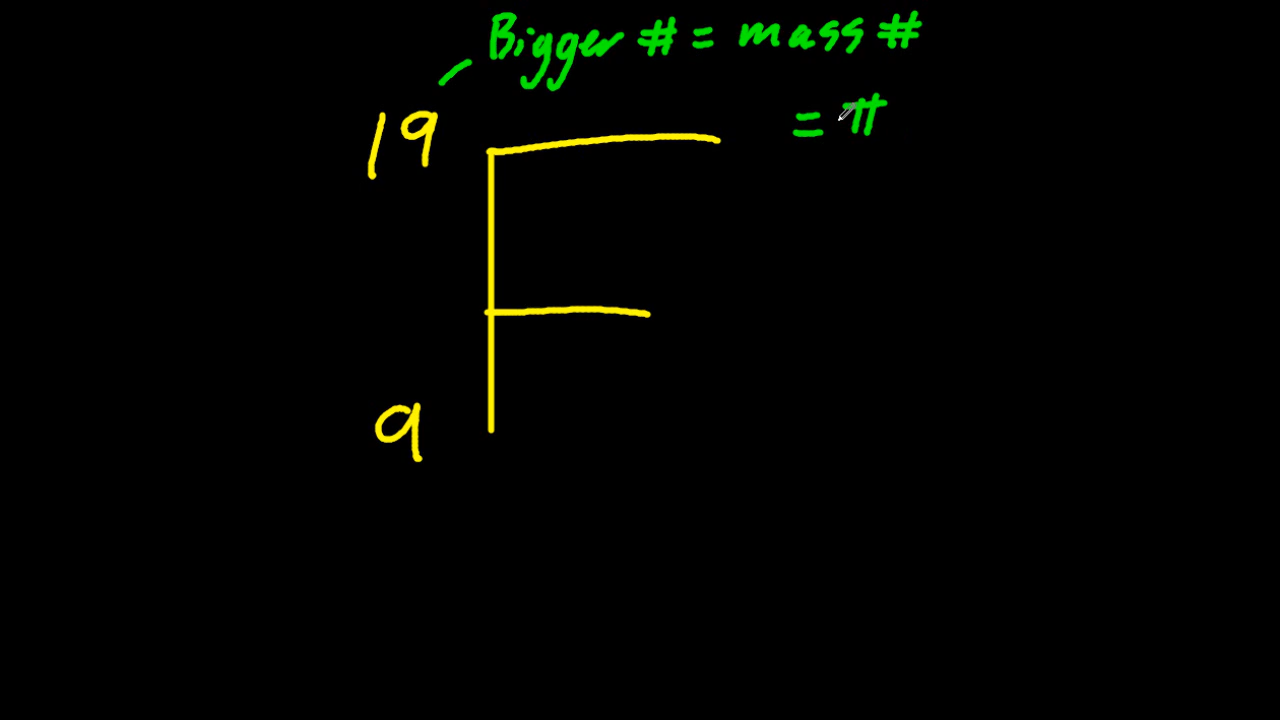 Bigger # = mass #
19
= #
F
9